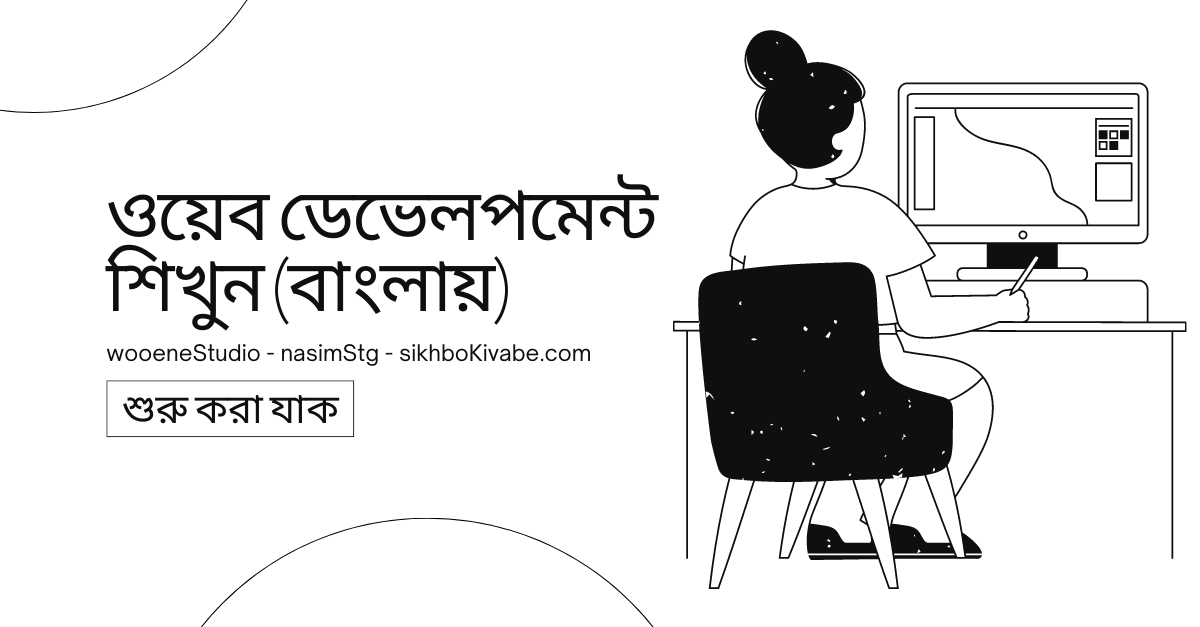 ওয়েব ডেভেলপমেন্ট
শিখুন (বাংলায়)
wooeneStudio - nasimStg - sikhboKivabe.com
শুরু করা যাক